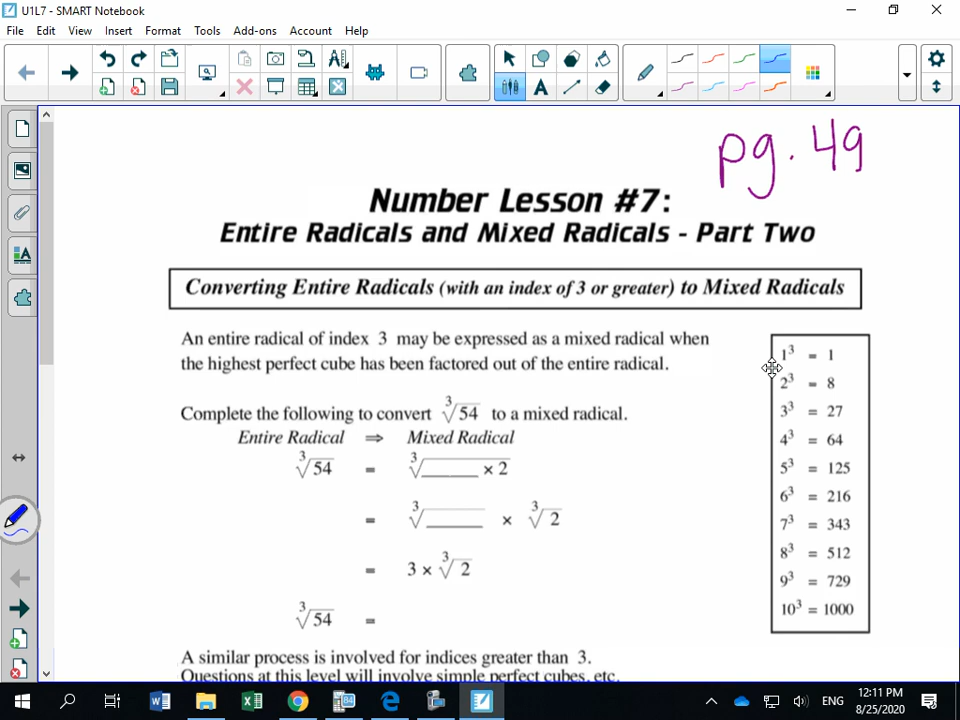 U1L7 - SMART Notebook
File Edit View Insert Format Tools Add-ons Account Help
pg. 49
Number Lesson #7:
Entire Radicals and Mixed Radicals - Part Two
Converting Entire Radicals (with an index of 3 or greater) to Mixed Radicals
An entire radical of index 3 may be expressed as a mixed radical when
the highest perfect cube has been factored out of the entire radical.
Complete the following to convert ∛54 to a mixed radical.
Entire Radical ⇒ Mixed Radical
∛54 = ∛______ × 2
= ∛______ × ∛2
= 3 × ∛2
∛54 =
A similar process is involved for indices greater than 3.
Questions at this level will involve simple perfect cubes, etc.
1³ = 1
2³ = 8
3³ = 27
4³ = 64
5³ = 125
6³ = 216
7³ = 343
8³ = 512
9³ = 729
10³ = 1000
ENG
12:11 PM
8/25/2020